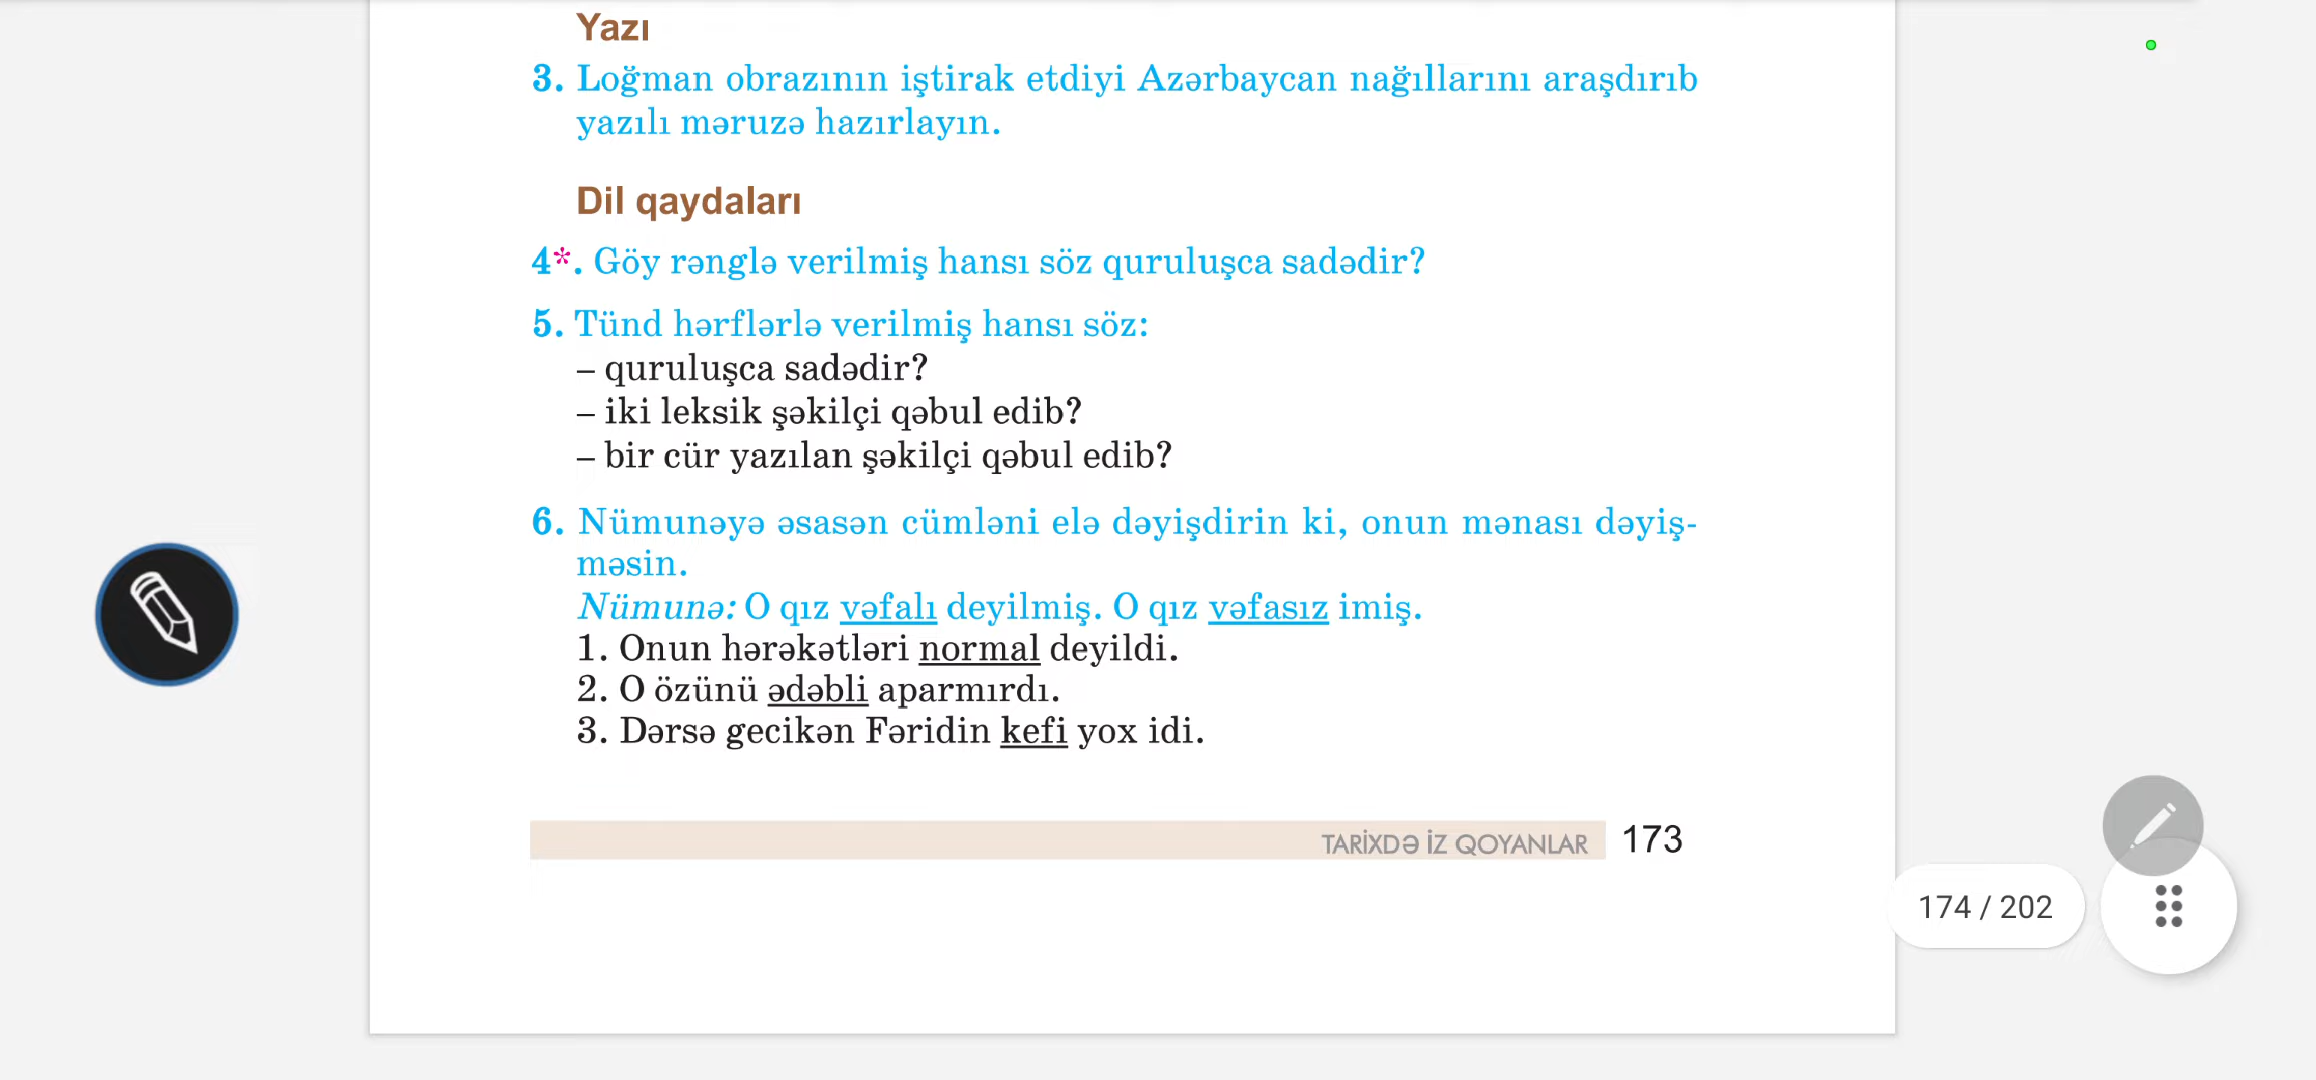 Yazı
3. Loğman obrazının iştirak etdiyi Azərbaycan nağıllarını araşdırıb
yazılı məruzə hazırlayın.
Dil qaydaları
4*. Göy rənglə verilmiş hansı söz quruluşca sadədir?
5. Tünd hərflərlə verilmiş hansı söz:
– quruluşca sadədir?
– iki leksik şəkilçi qəbul edib?
– bir cür yazılan şəkilçi qəbul edib?
6. Nümunəyə əsasən cümləni elə dəyişdirin ki, onun mənası dəyiş-
məsin.
Nümunə: O qız vəfalı deyilmiş. O qız vəfasız imiş.
1. Onun hərəkətləri normal deyildi.
2. O özünü ədəbli aparmırdı.
3. Dərsə gecikən Fəridin kefi yox idi.
TARİXDƏ İZ QOYANLAR 173
174 / 202